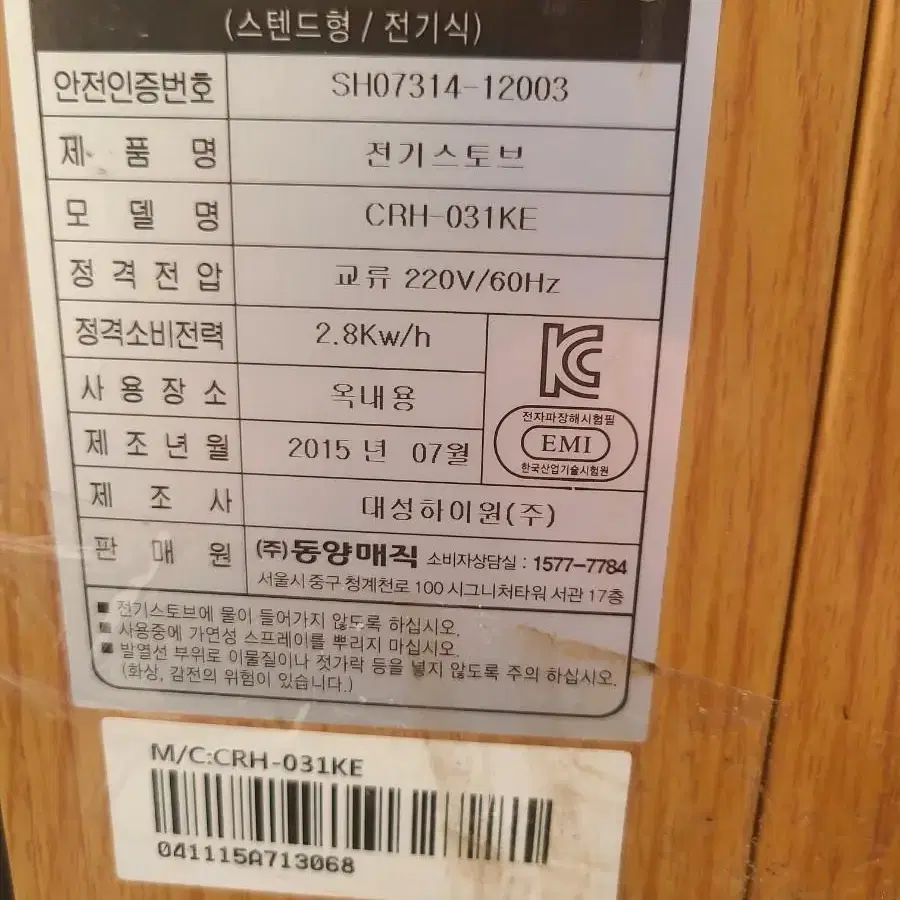 (스텐드형 / 전기식)
안전인증번호 SH07314-12003
제 품 명 전기스토브
모 델 명 CRH-031KE
정 격 전 압 교류 220V/60Hz
정격소비전력 2.8Kw/h
사 용 장 소 옥내용
제 조 년 월 2015 년 07월
전자파장해시험필
EMI
한국산업기술시험원
제 조 사 대성하이원(주)
판 매 원 (주)동양매직 소비자상담실 : 1577-7784
서울시 중구 청계천로 100 시그니처타워 서관 17층
■ 전기스토브에 물이 들어가지 않도록 하십시오.
■ 사용중에 가연성 스프레이를 뿌리지 마십시오.
■ 발열선 부위로 이물질이나 젓가락 등을 넣지 않도록 주의 하십시오.
(화상, 감전의 위험이 있습니다.)
M/C:CRH-031KE
041115A713068